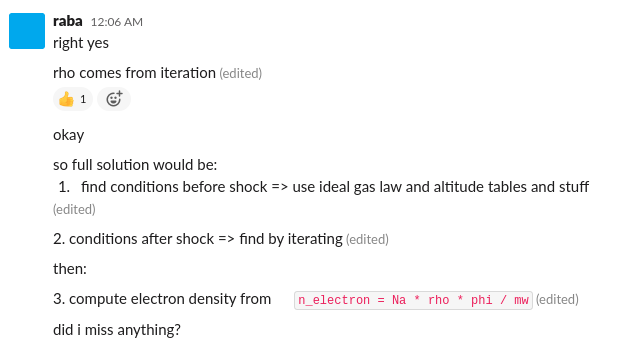 raba 12:06 AM
right yes
rho comes from iteration (edited)
👍 1
okay
so full solution would be:
1. find conditions before shock => use ideal gas law and altitude tables and stuff
(edited)
2. conditions after shock => find by iterating (edited)
then:
3. compute electron density from n_electron = Na * rho * phi / mw (edited)
did i miss anything?